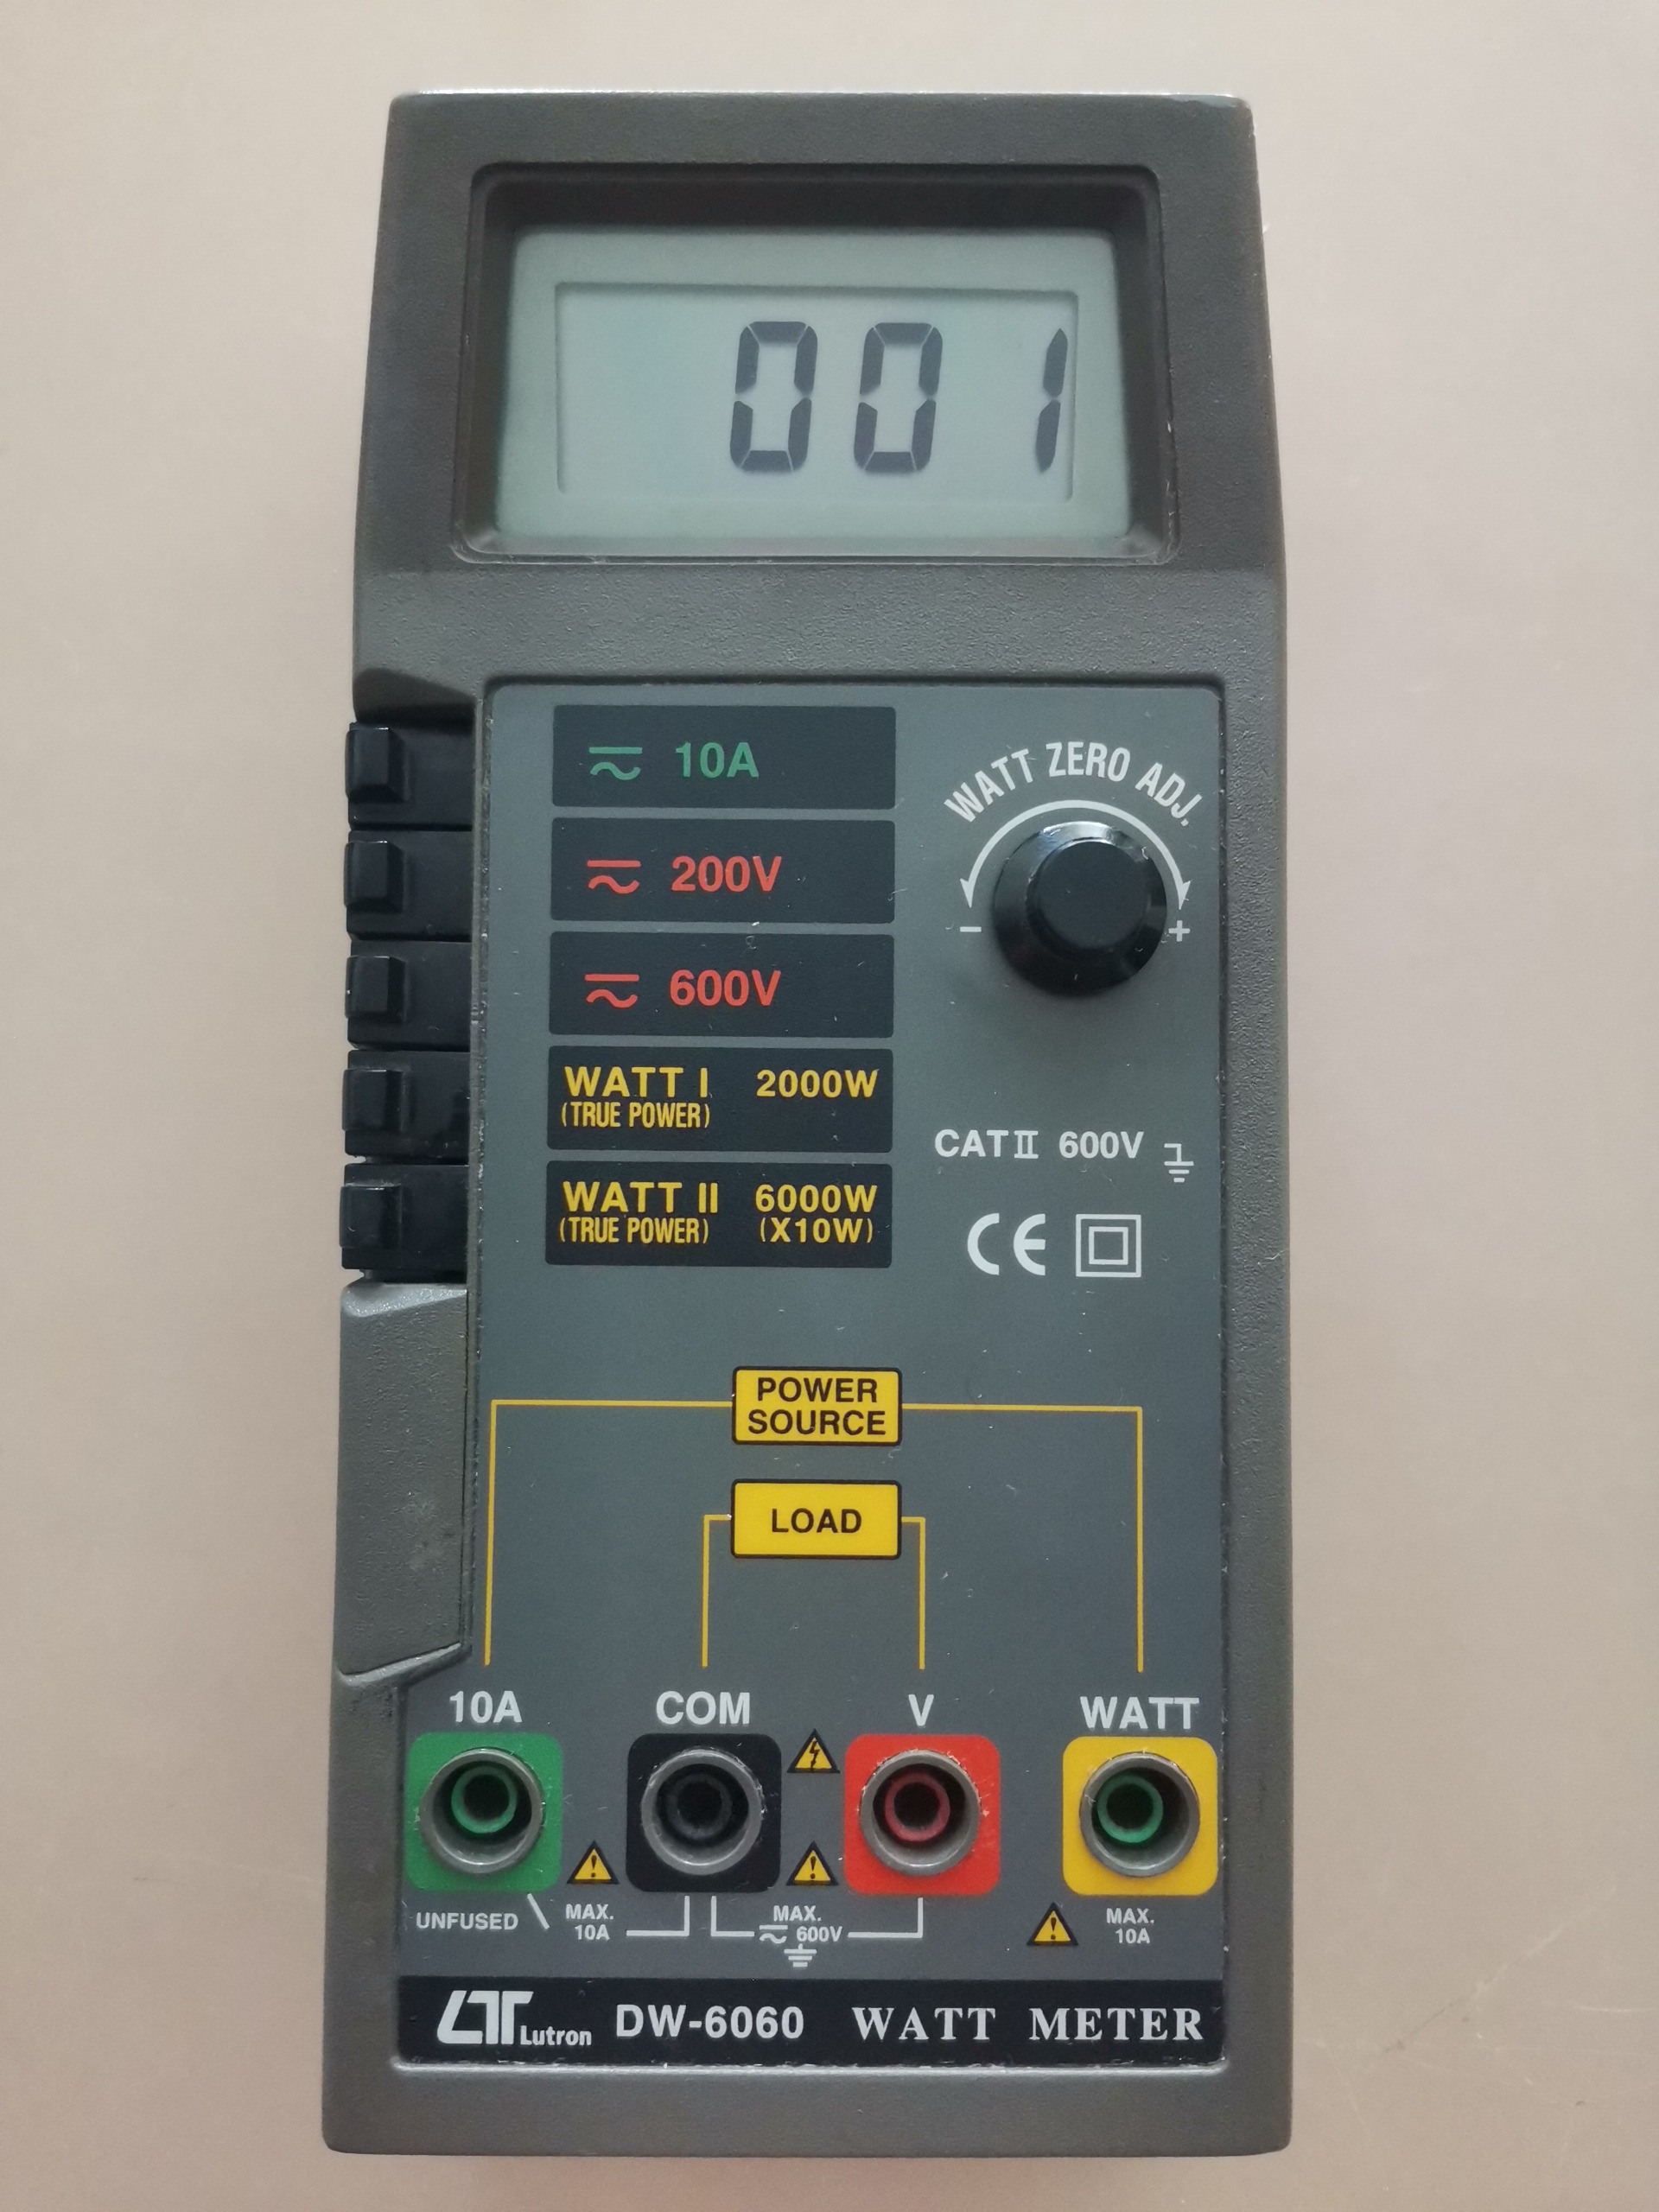 001
10A
200V
600V
WATT I 2000W
(TRUE POWER)
WATT II 6000W
(TRUE POWER) (X10W)
WATT ZERO ADJ.
- +
CAT II 600V
CE
POWER
SOURCE
LOAD
10A COM V WATT
UNFUSED
MAX.
10A
MAX.
600V
MAX.
10A
LT Lutron DW-6060 WATT METER